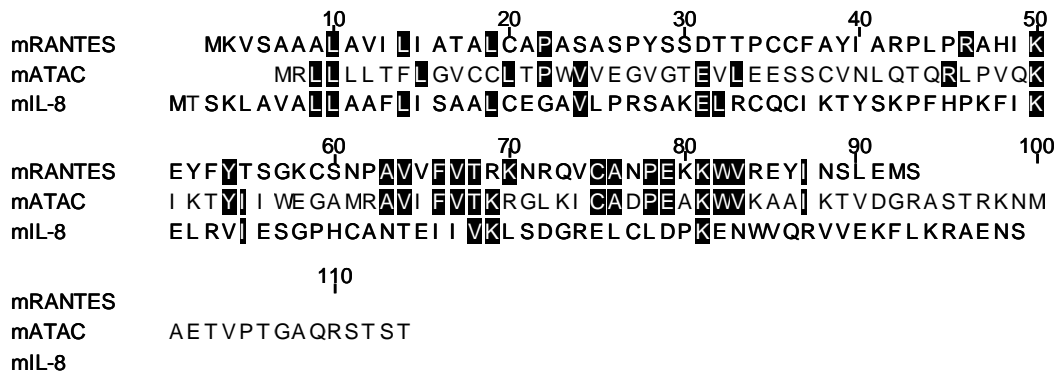 10 20 30 40 50
mRANTES MKVSAAALAVILIATALCAPASASPYSSDTTPCCFAYIARPLPRAHIK
mATAC MRLLLLTFLGVCCLTPWVVEGVGTEVLEESSCVNLQTQRLPVQK
mIL-8 MTSKLAVALLAAFLISAALCEGAVLPRSAKELRCQCIKTYSKPFHPKFIK
60 70 80 90 100
mRANTES EYFYTSGKCSNPAVVFVTRKNRQVCANPEKKWVREYINSLEMS
mATAC IKTYIIWEGAMRAVIFVTKRGLKICADPEAKWVKAAIKTVDGRASTRKNM
mIL-8 ELRVIESGPHCANTEIIVKLSDGRELCLDPKENWVQRVVEKFLKRAENS
110
mRANTES
mATAC AETVPTGAQRSTST
mIL-8